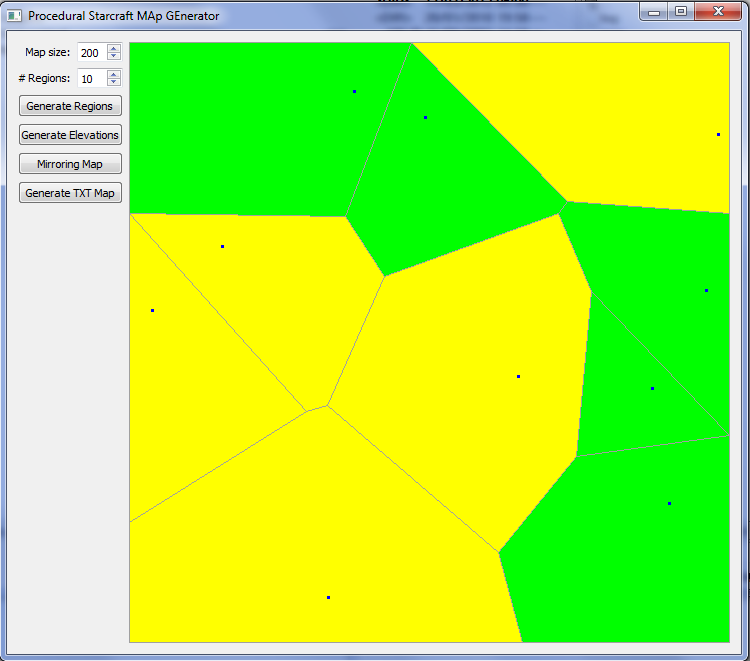 Procedural Starcraft MAp GEnerator
Map size: 200
# Regions: 10
Generate Regions
Generate Elevations
Mirroring Map
Generate TXT Map